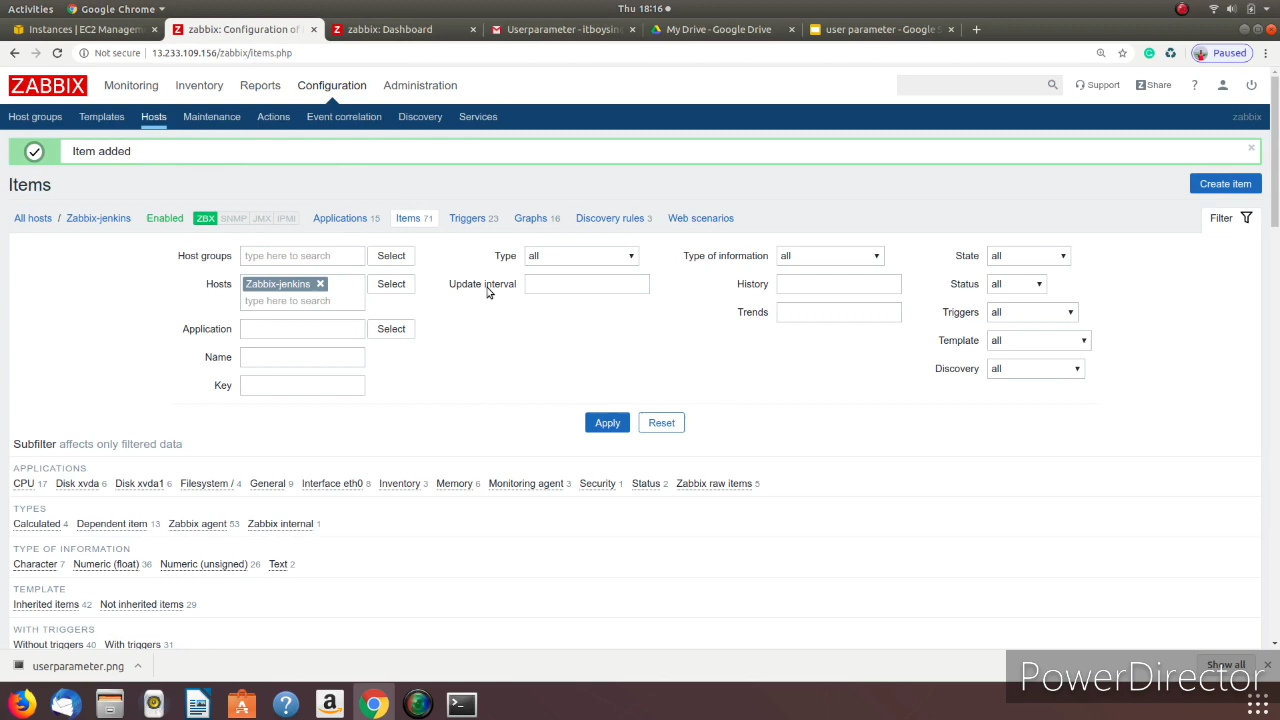 Activities Google Chrome Thu 18:16
Instances | EC2 Managem zabbix: Configuration of zabbix: Dashboard Userparameter - itboysin My Drive - Google Drive user parameter - Google S
Not secure 13.233.109.156/zabbix/items.php Paused
ZABBIX Monitoring Inventory Reports Configuration Administration Support Share ?
Host groups Templates Hosts Maintenance Actions Event correlation Discovery Services zabbix
Item added
Items Create item
All hosts / Zabbix-jenkins Enabled ZBX SNMP JMX IPMI Applications 15 Items 71 Triggers 23 Graphs 16 Discovery rules 3 Web scenarios Filter
Host groups type here to search Select Type all Type of information all State all
Hosts Zabbix-jenkins Select Update interval History Status all
type here to search
Trends Triggers all
Application Select
Template all
Name
Discovery all
Key
Apply Reset
Subfilter affects only filtered data
APPLICATIONS
CPU 17 Disk xvda 6 Disk xvda1 6 Filesystem / 4 General 9 Interface eth0 8 Inventory 3 Memory 6 Monitoring agent 3 Security 1 Status 2 Zabbix raw items 5
TYPES
Calculated 4 Dependent item 13 Zabbix agent 53 Zabbix internal 1
TYPE OF INFORMATION
Character 7 Numeric (float) 36 Numeric (unsigned) 26 Text 2
TEMPLATE
Inherited items 42 Not inherited items 29
WITH TRIGGERS
Without triggers 40 With triggers 31
userparameter.png Show all
PowerDirector